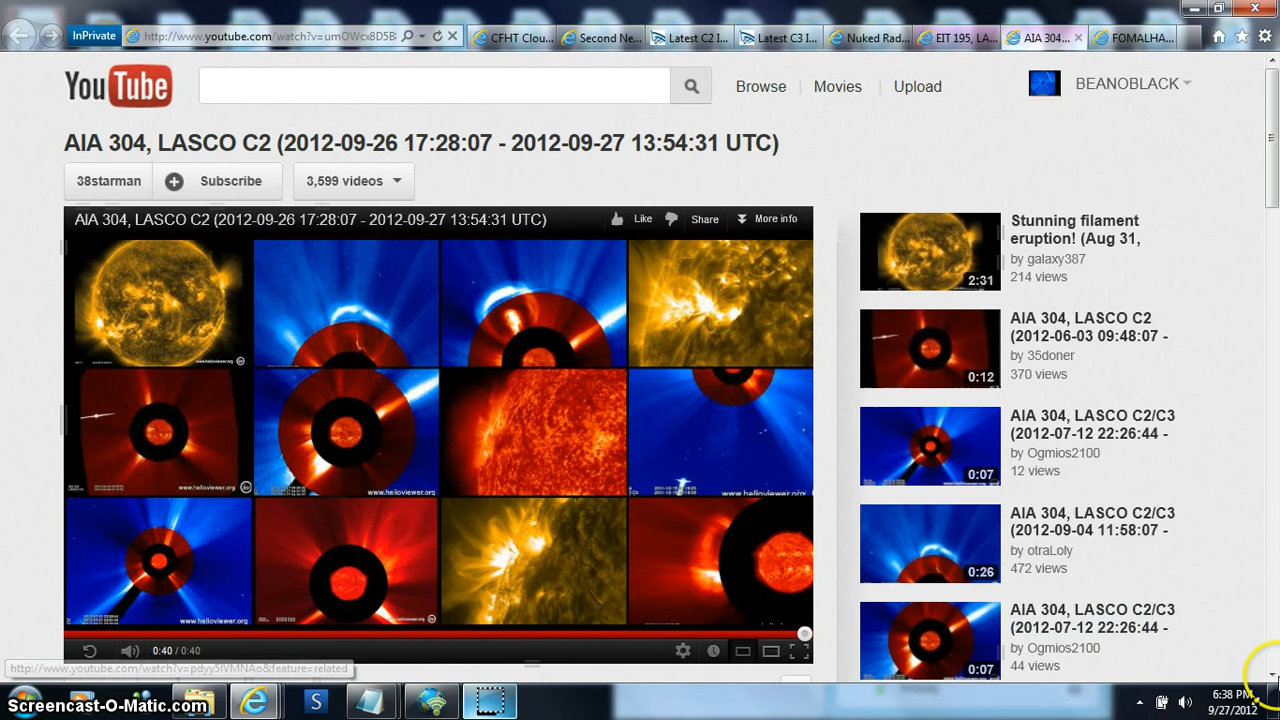 InPrivate
http://www.youtube.com/watch?v=umOWcx8D5B
CFHT Clou...
Second Ne...
Latest C2 I...
Latest C3 I...
Nuked Rad...
EIT 195, LA...
AIA 304...
FOMALHA...
YouTube
Browse
Movies
Upload
BEANOBLACK
AIA 304, LASCO C2 (2012-09-26 17:28:07 - 2012-09-27 13:54:31 UTC)
38starman
Subscribe
3,599 videos
AIA 304, LASCO C2 (2012-09-26 17:28:07 - 2012-09-27 13:54:31 UTC)
Like
Share
More info
www.helioviewer.org
www.helioviewer.org
www.helioviewer.org
www.helioviewer.org
www.helioviewer.org
0:40 / 0:40
Stunning filament
eruption! (Aug 31,
by galaxy387
214 views
2:31
AIA 304, LASCO C2
(2012-06-03 09:48:07 -
by 35doner
370 views
0:12
AIA 304, LASCO C2/C3
(2012-07-12 22:26:44 -
by Ogmios2100
12 views
0:07
AIA 304, LASCO C2/C3
(2012-09-04 11:58:07 -
by otraLoly
472 views
0:26
AIA 304, LASCO C2/C3
(2012-07-12 22:26:44 -
by Ogmios2100
44 views
0:07
http://www.youtube.com/watch?v=pdyy5IVMNAo&feature=related
Screencast-O-Matic.com
S
6:38 PM
9/27/2012